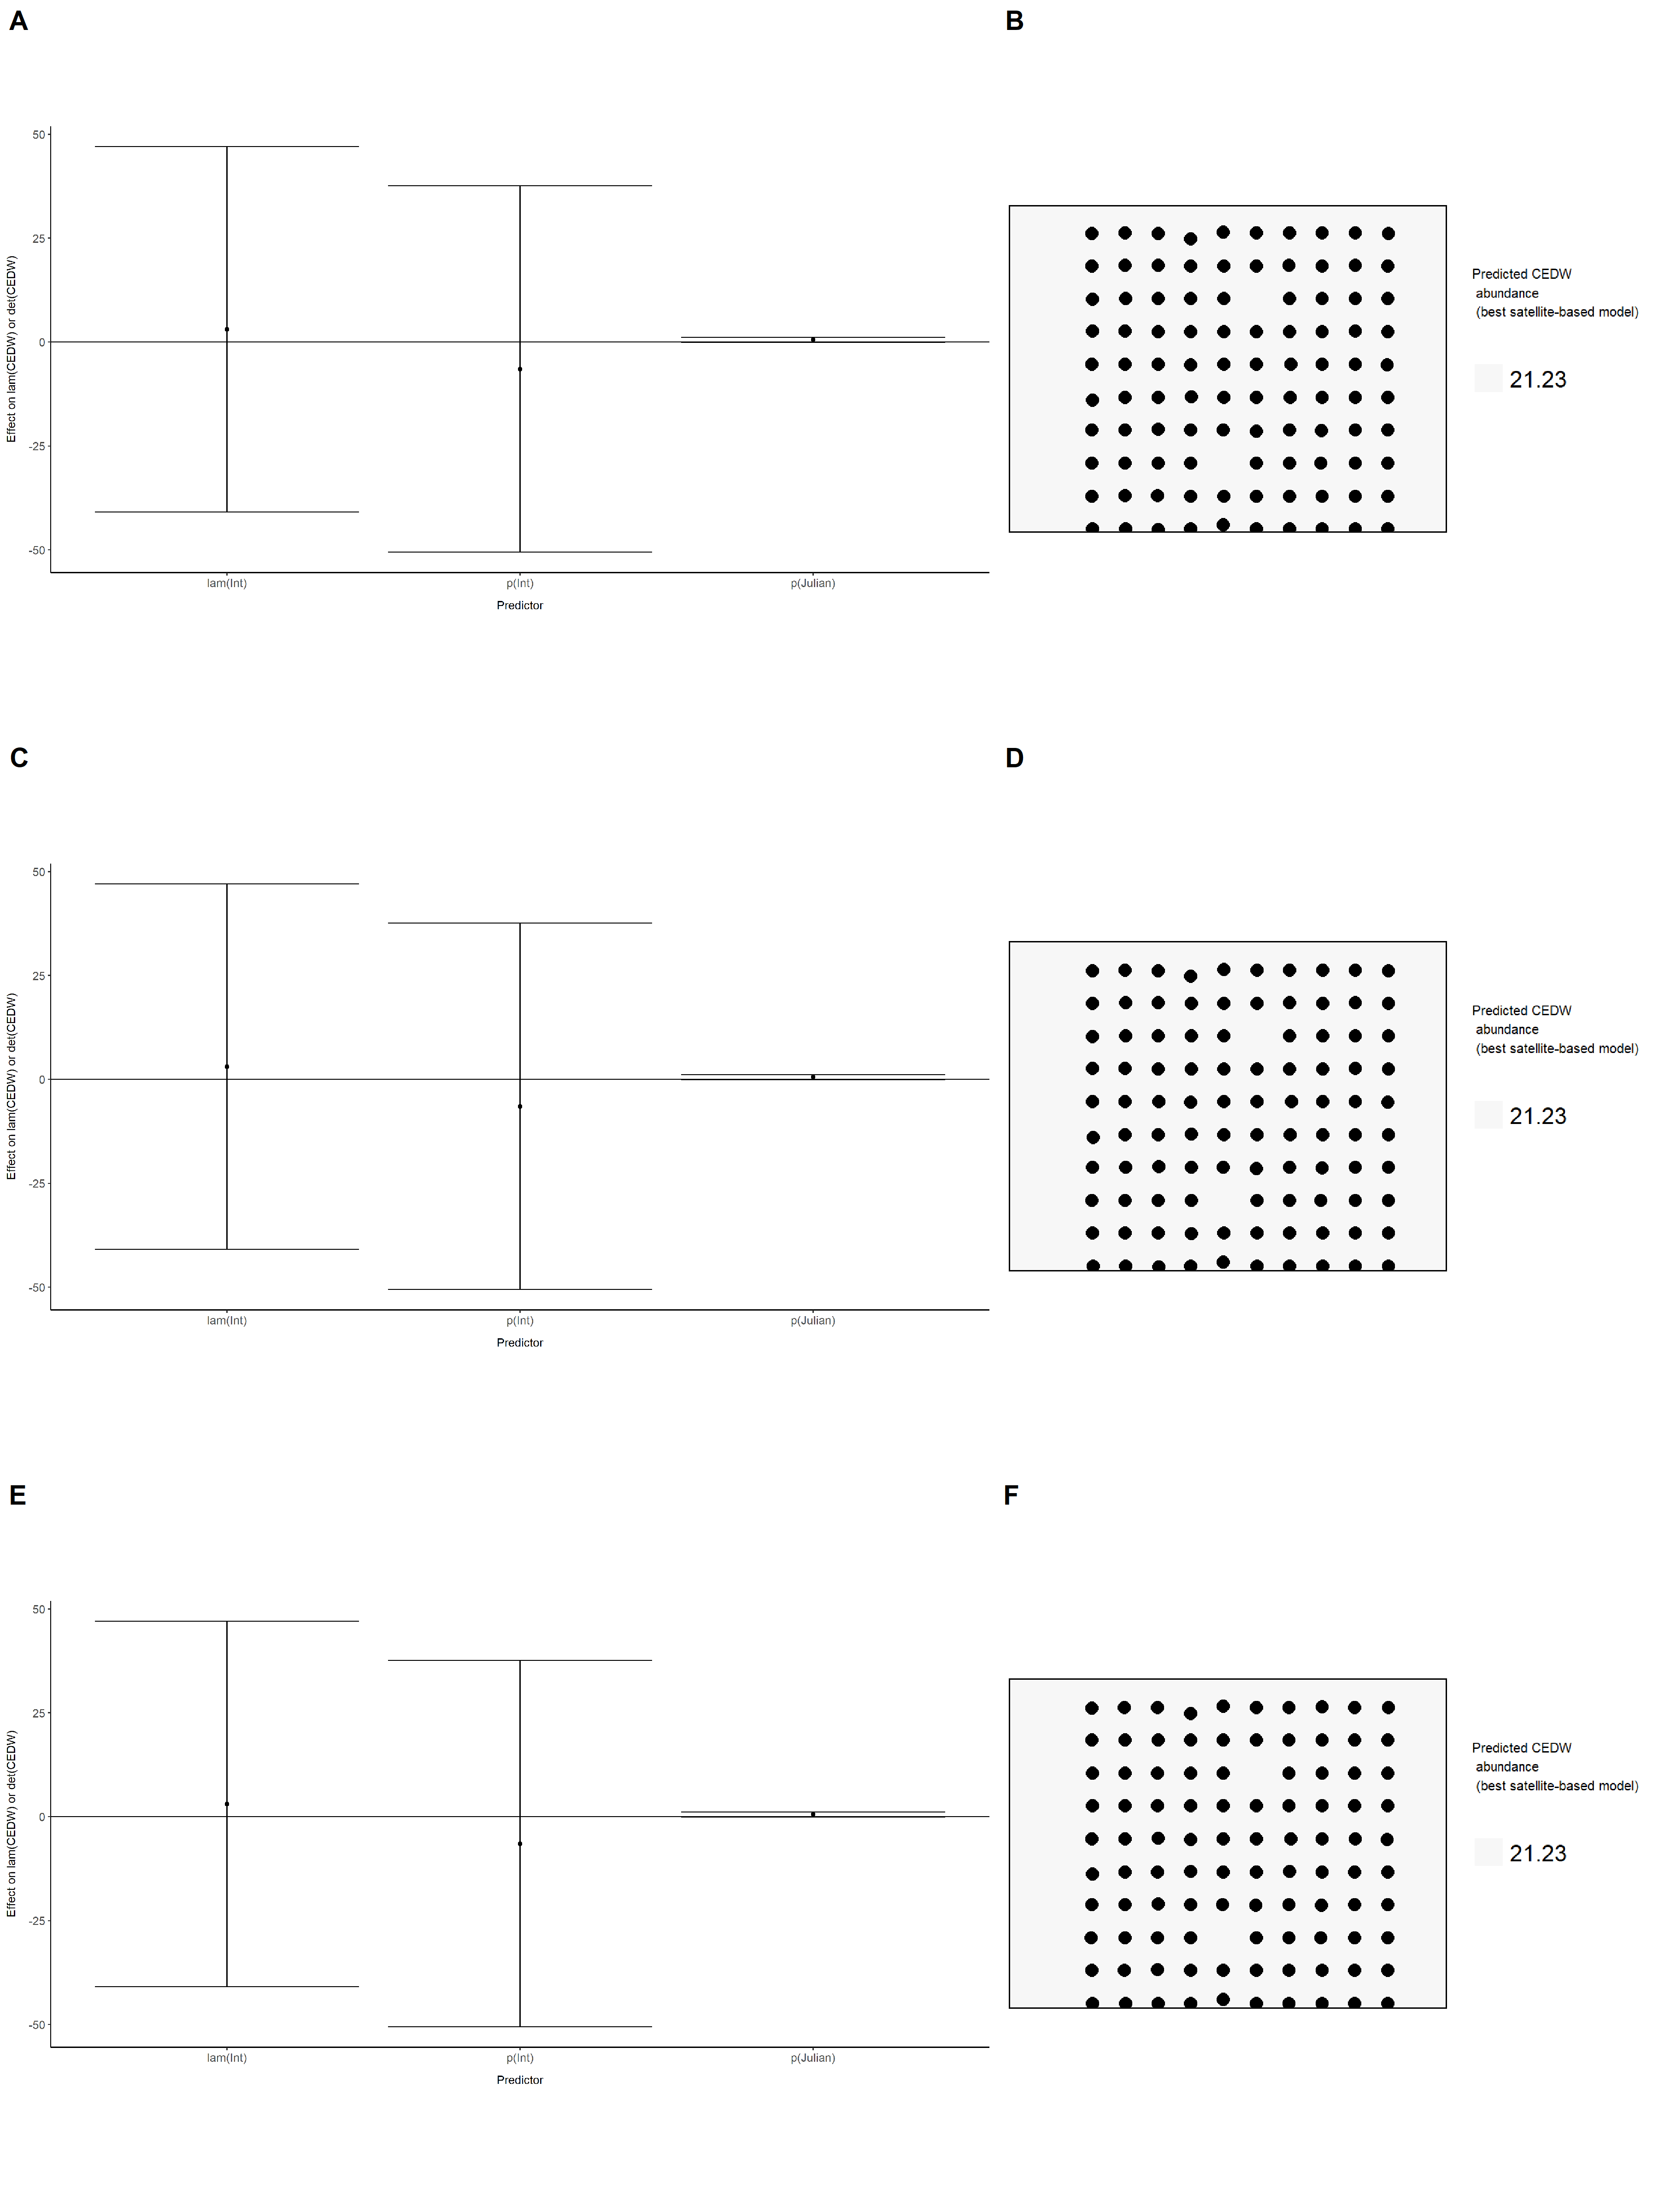 A
B
Effect on lam(CEDW) or det(CEDW)
50
25
0
-25
-50
lam(Int)
p(Int)
p(Julian)
Predictor
Predicted CEDW
abundance
(best satellite-based model)
21.23
C
D
Effect on lam(CEDW) or det(CEDW)
50
25
0
-25
-50
lam(Int)
p(Int)
p(Julian)
Predictor
Predicted CEDW
abundance
(best satellite-based model)
21.23
E
F
Effect on lam(CEDW) or det(CEDW)
50
25
0
-25
-50
lam(Int)
p(Int)
p(Julian)
Predictor
Predicted CEDW
abundance
(best satellite-based model)
21.23